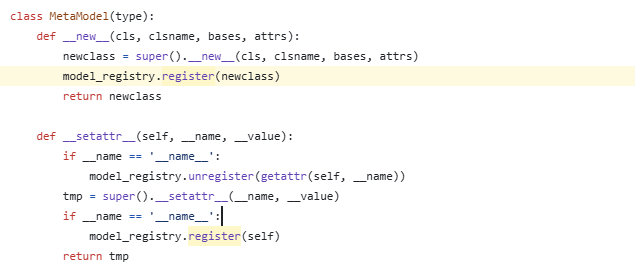 class MetaModel(type):
    def __new__(cls, clsname, bases, attrs):
        newclass = super().__new__(cls, clsname, bases, attrs)
        model_registry.register(newclass)
        return newclass

    def __setattr__(self, __name, __value):
        if __name == '__name__':
            model_registry.unregister(getattr(self, __name))
        tmp = super().__setattr__(__name, __value)
        if __name == '__name__':
            model_registry.register(self)
        return tmp